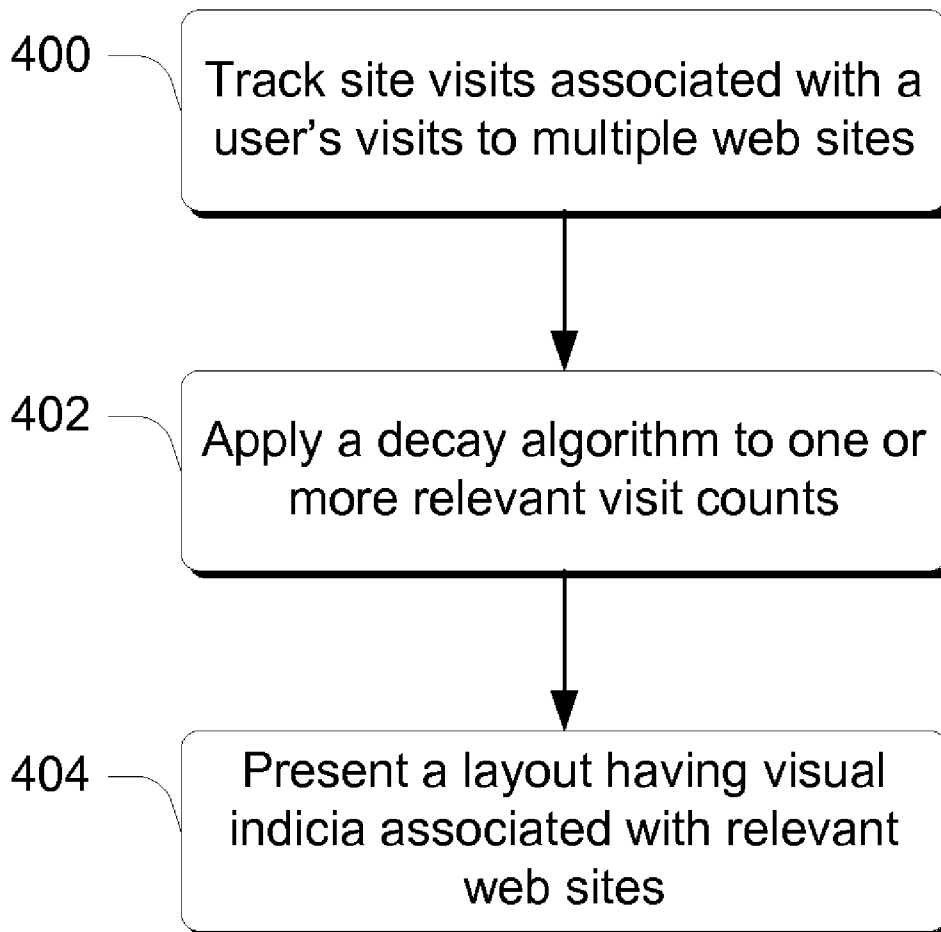 400
Track site visits associated with a
user's visits to multiple web sites
402
Apply a decay algorithm to one or
more relevant visit counts
404
Present a layout having visual
indicia associated with relevant
web sites